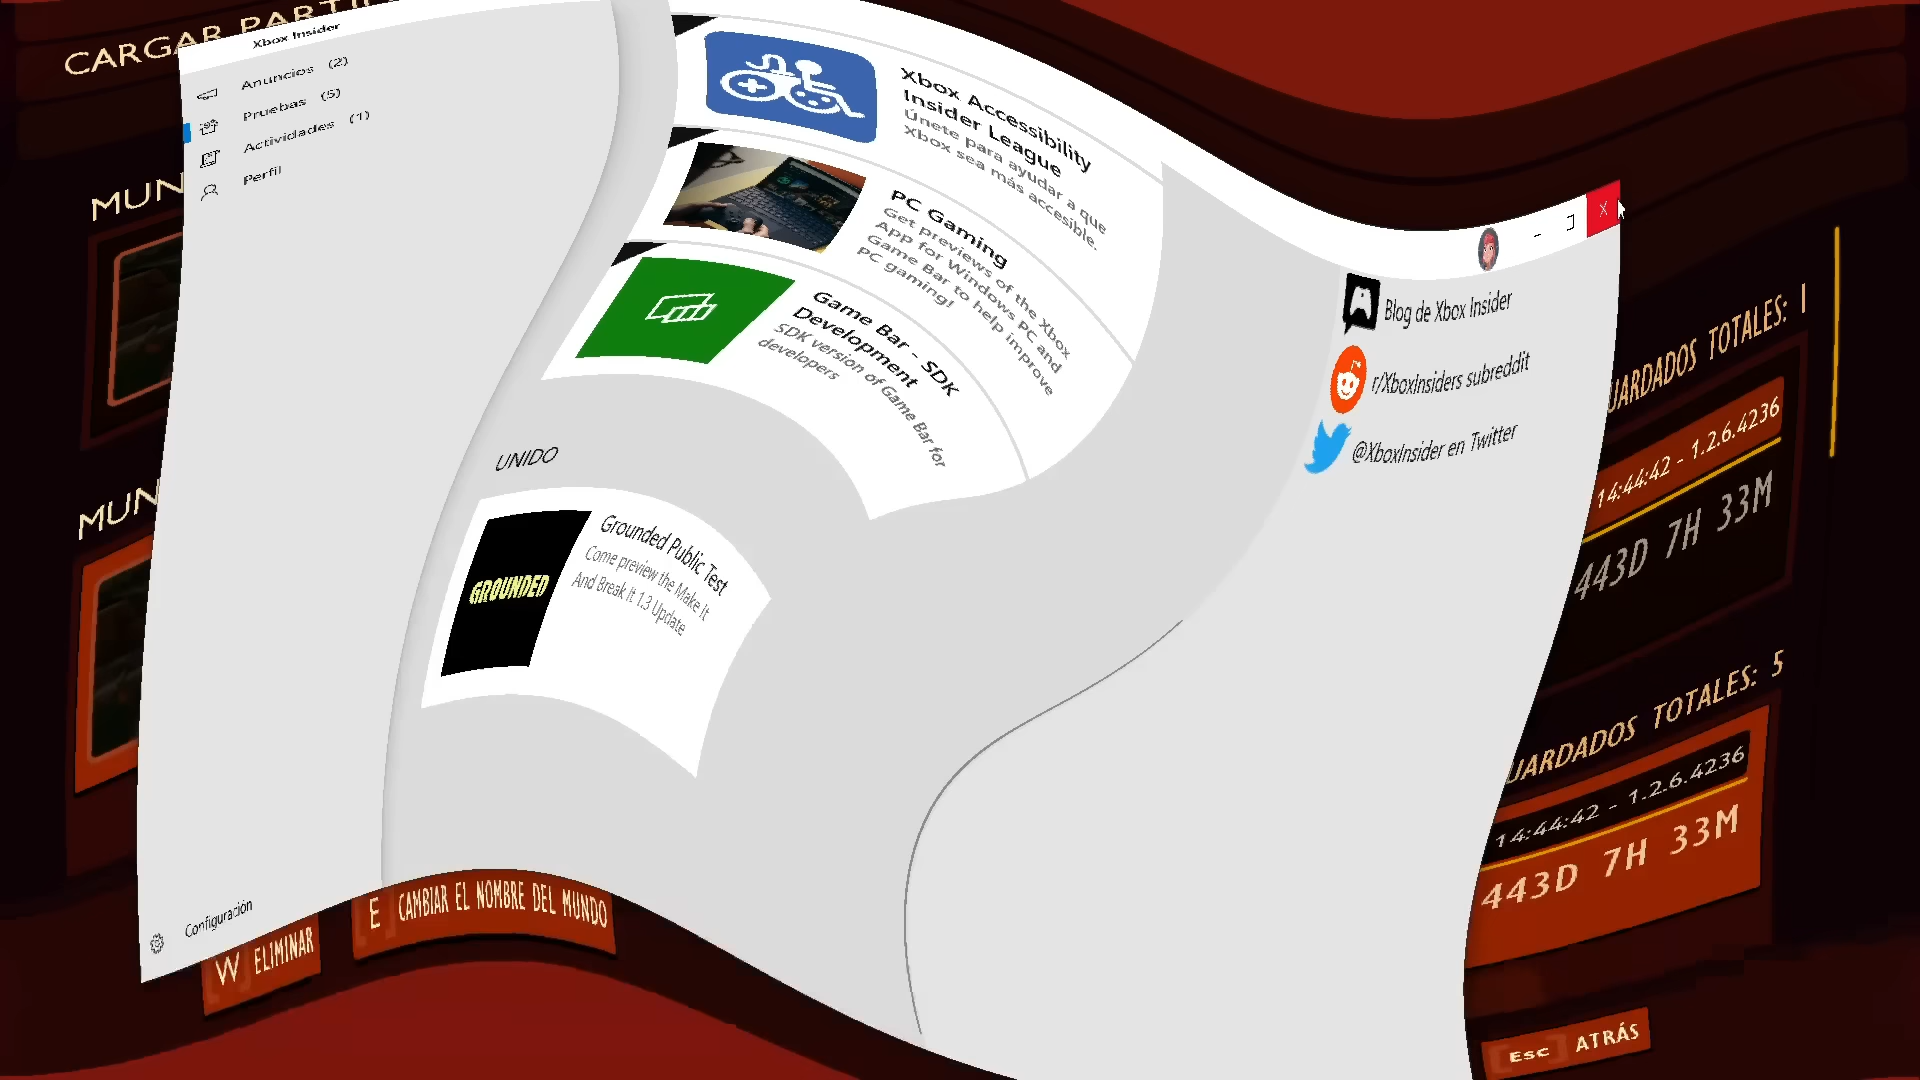 CARGAR PARTI
Xbox Insider
Anuncios (2)
Pruebas (5)
Actividades (1)
Perfil
Configuración
Xbox Accessibility
Insider League
Únete para ayudar a que
Xbox sea más accesible.
PC Gaming
Get previews of the Xbox
App for Windows PC and
Game Bar to help improve
PC gaming!
Game Bar - SDK
Development
SDK version of Game Bar for
developers
UNIDO
GROUNDED
Grounded Public Test
Come preview the Make it
And Break It 1.3 Update
Blog de Xbox Insider
r/XboxInsiders subreddit
@XboxInsider en Twitter
MUN
MUN
UARDADOS TOTALES: 1
14:44:42 - 1.2.6.4236
443D 7H 33M
UARDADOS TOTALES: 5
14:44:42 - 1.2.6.4236
443D 7H 33M
W ELIMINAR
E CAMBIAR EL NOMBRE DEL MUNDO
Esc ATRÁS